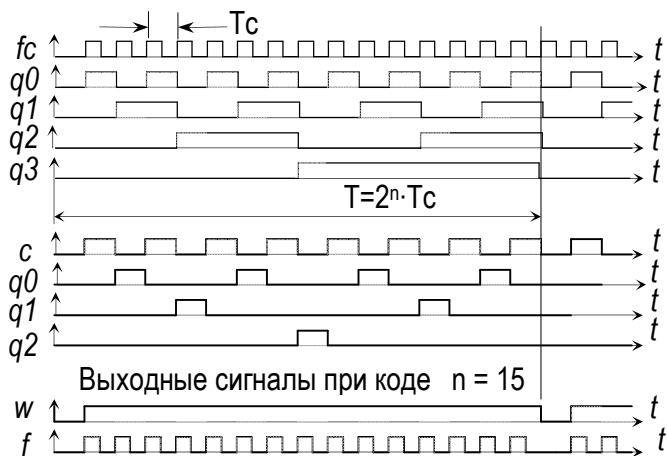 Tc
fc t
q0 t
q1 t
q2 t
q3 t
T=2ⁿ·Tc
c t
q0 t
q1 t
q2 t
Выходные сигналы при коде n = 15
w t
f t